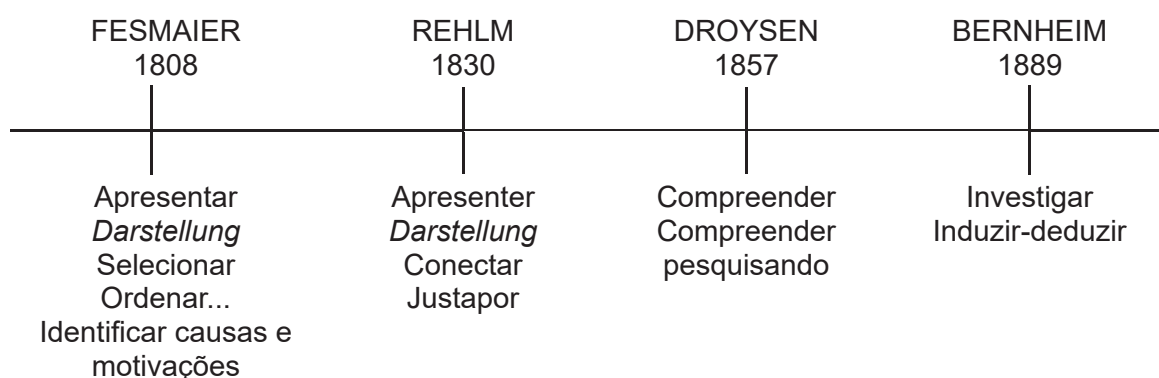 FESMAIER
1808
REHLM
1830
DROYSEN
1857
BERNHEIM
1889
Apresentar
Darstellung
Selecionar
Ordenar...
Identificar causas e
motivações
Apresenter
Darstellung
Conectar
Justapor
Compreender
Compreender
pesquisando
Investigar
Induzir-deduzir